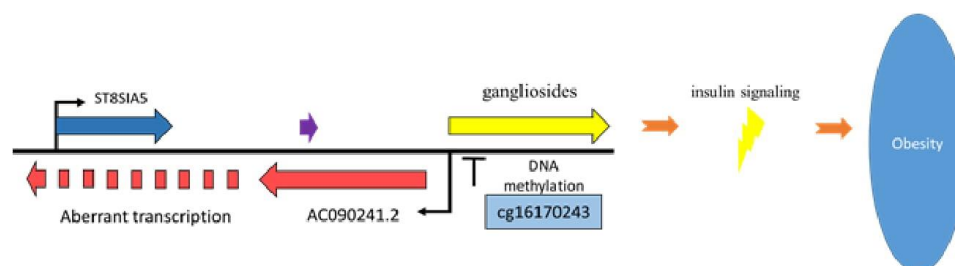 ST8SIA5
gangliosides
insulin signaling
Obesity
DNA
methylation
Aberrant transcription
AC090241.2
cg16170243